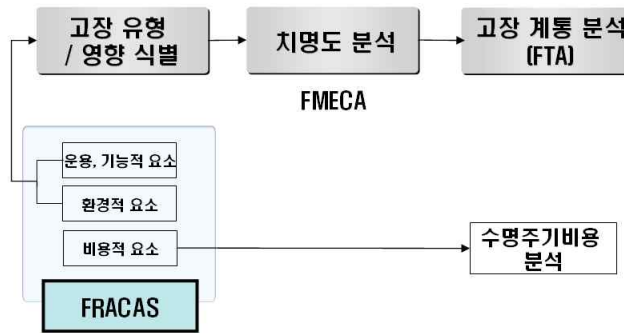 고장 유형
/ 영향 식별
치명도 분석
고장 계통 분석
(FTA)
FMECA
운용, 기능적 요소
환경적 요소
비용적 요소
수명주기비용
분석
FRACAS